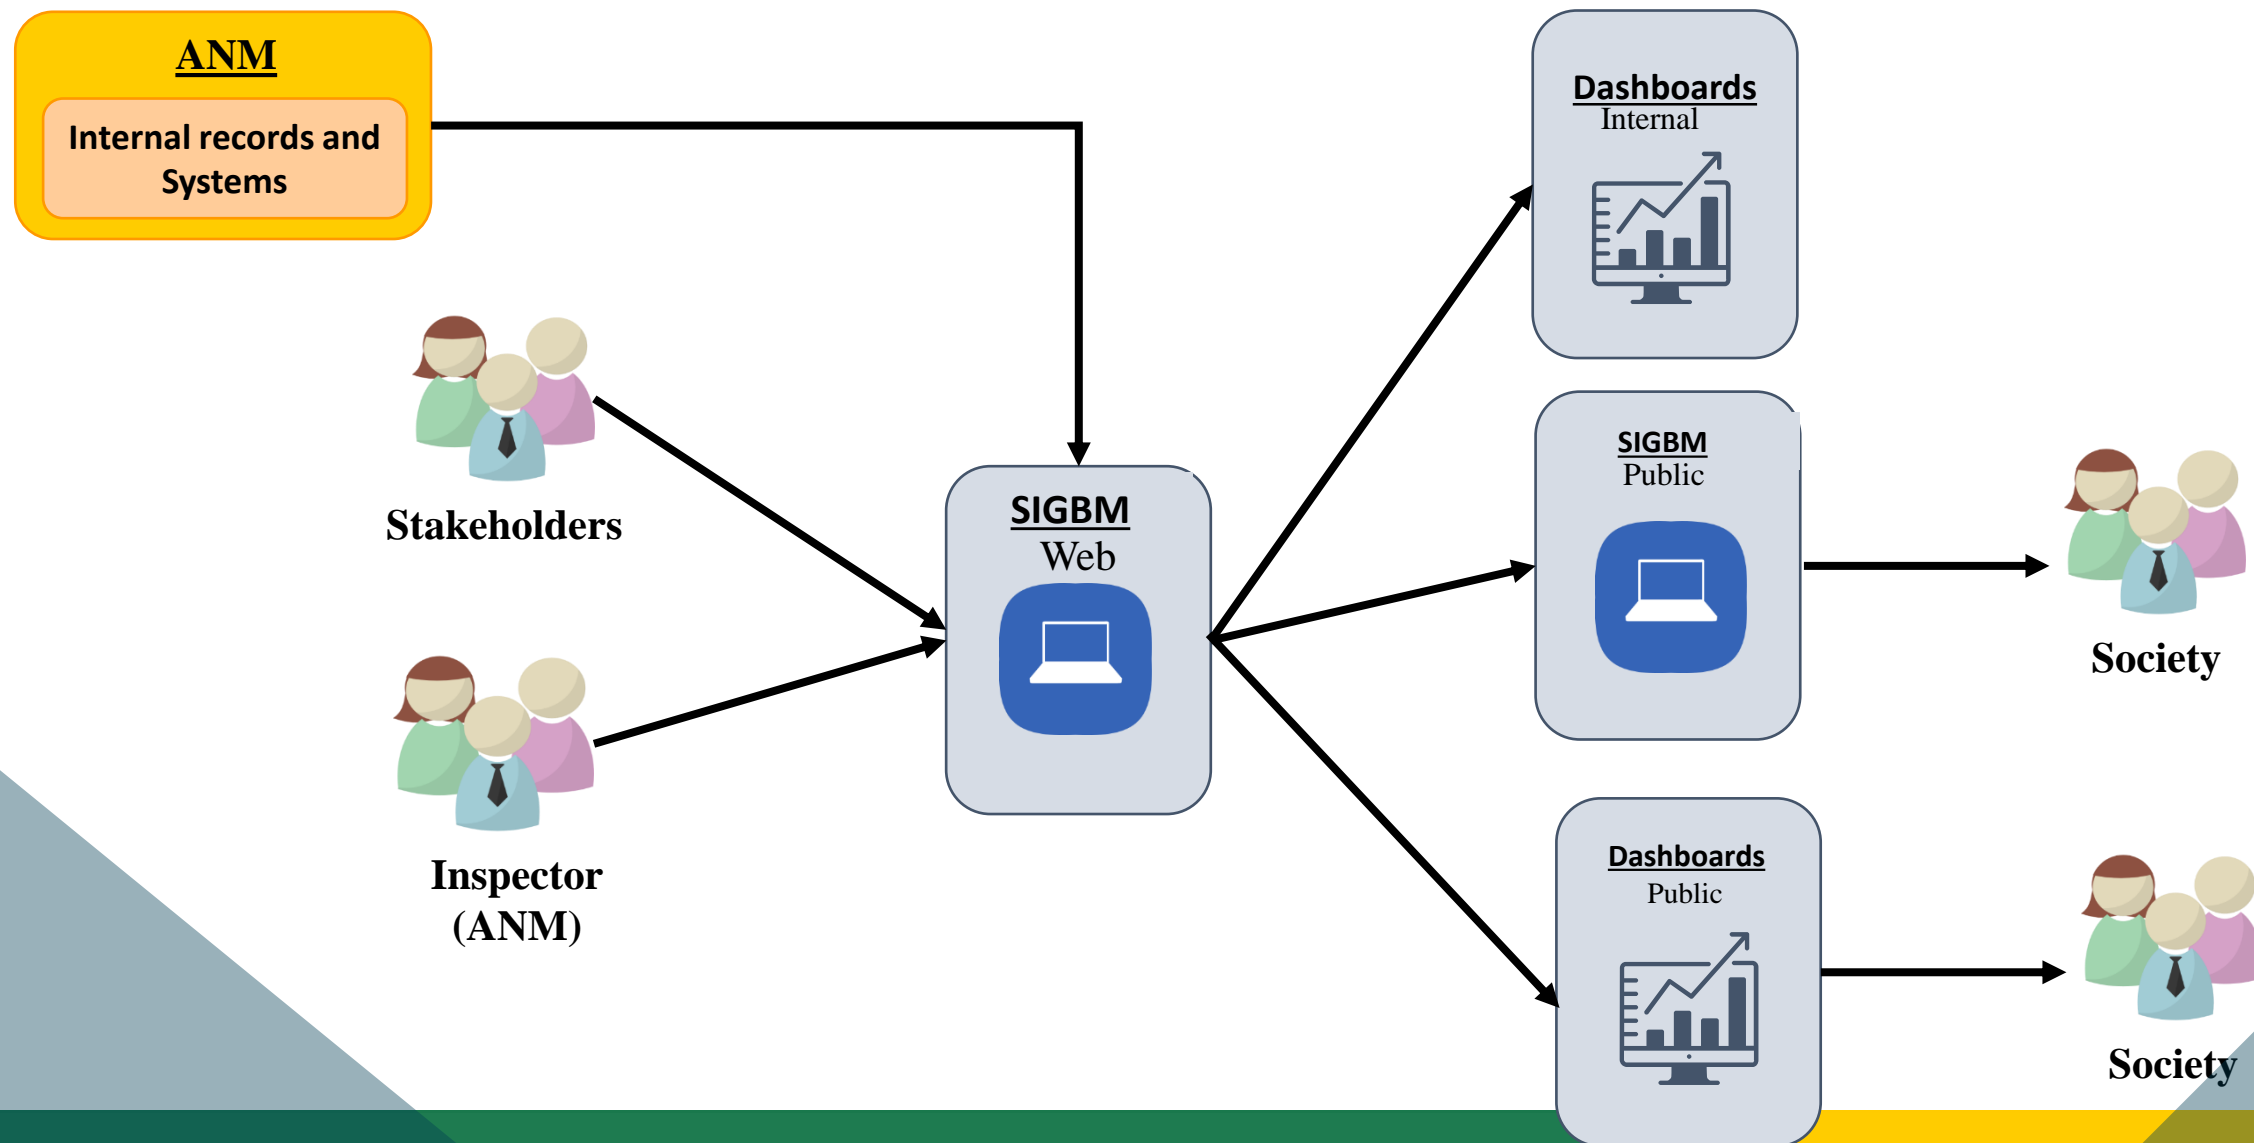 ANM
Internal records and
Systems
Stakeholders
Inspector
(ANM)
SIGBM
Web
Dashboards
Internal
SIGBM
Public
Society
Dashboards
Public
Society